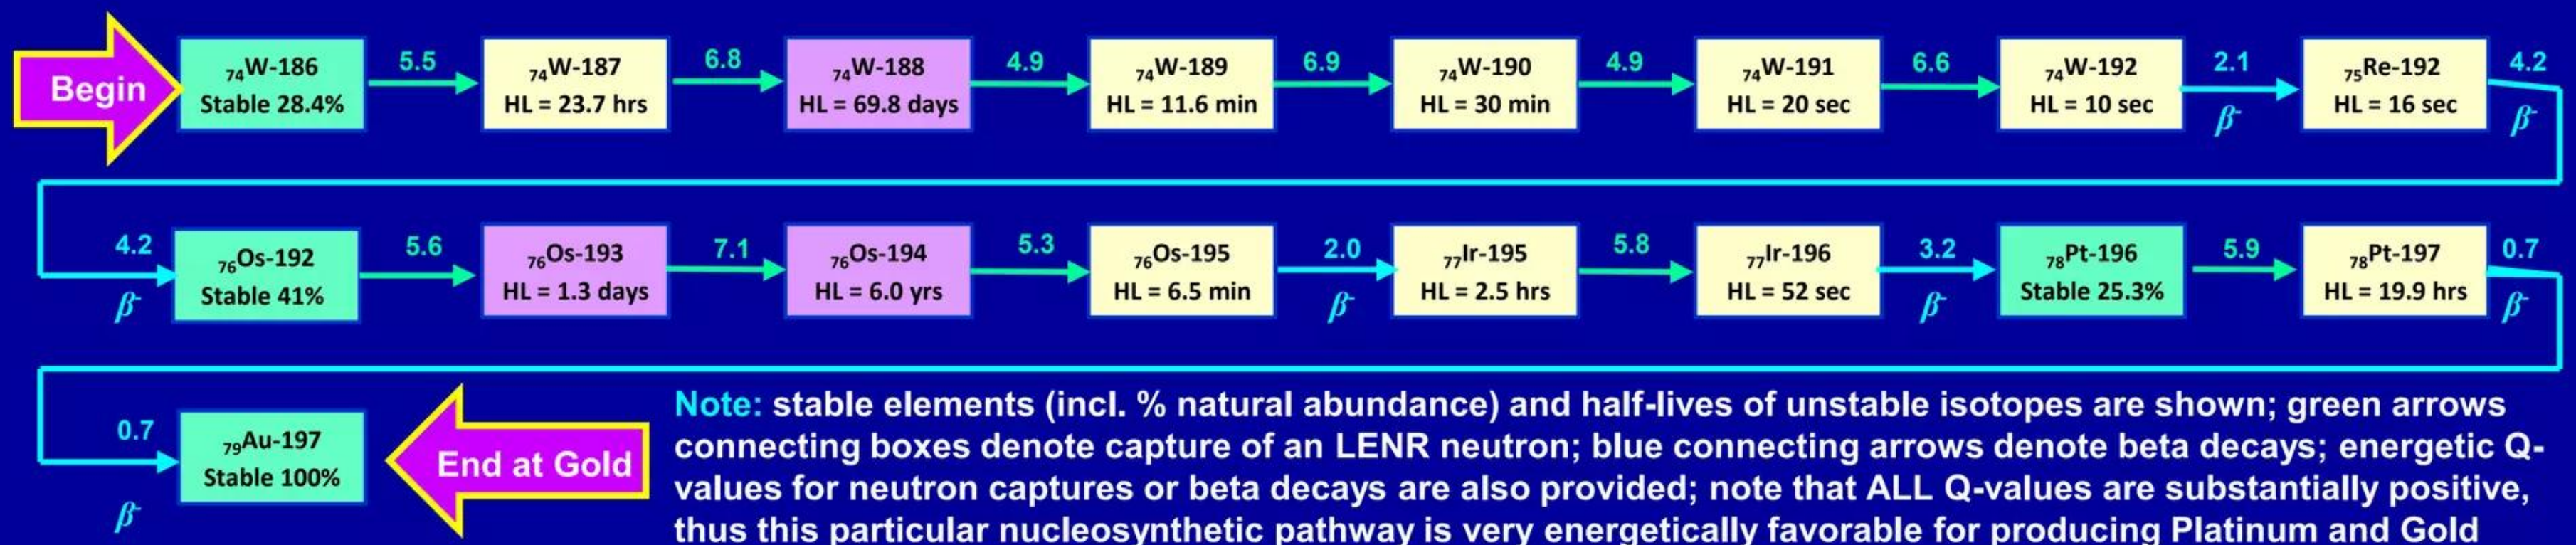 Begin
₇₄W-186
Stable 28.4%
5.5
₇₄W-187
HL = 23.7 hrs
6.8
₇₄W-188
HL = 69.8 days
4.9
₇₄W-189
HL = 11.6 min
6.9
₇₄W-190
HL = 30 min
4.9
₇₄W-191
HL = 20 sec
6.6
₇₄W-192
HL = 10 sec
2.1
β⁻
₇₅Re-192
HL = 16 sec
4.2
β⁻
4.2
β⁻
₇₆Os-192
Stable 41%
5.6
₇₆Os-193
HL = 1.3 days
7.1
₇₆Os-194
HL = 6.0 yrs
5.3
₇₆Os-195
HL = 6.5 min
2.0
β⁻
₇₇Ir-195
HL = 2.5 hrs
5.8
₇₇Ir-196
HL = 52 sec
3.2
β⁻
₇₈Pt-196
Stable 25.3%
5.9
₇₈Pt-197
HL = 19.9 hrs
0.7
β⁻
0.7
β⁻
₇₉Au-197
Stable 100%
End at Gold
Note: stable elements (incl. % natural abundance) and half-lives of unstable isotopes are shown; green arrows
connecting boxes denote capture of an LENR neutron; blue connecting arrows denote beta decays; energetic Q-
values for neutron captures or beta decays are also provided; note that ALL Q-values are substantially positive,
thus this particular nucleosynthetic pathway is very energetically favorable for producing Platinum and Gold